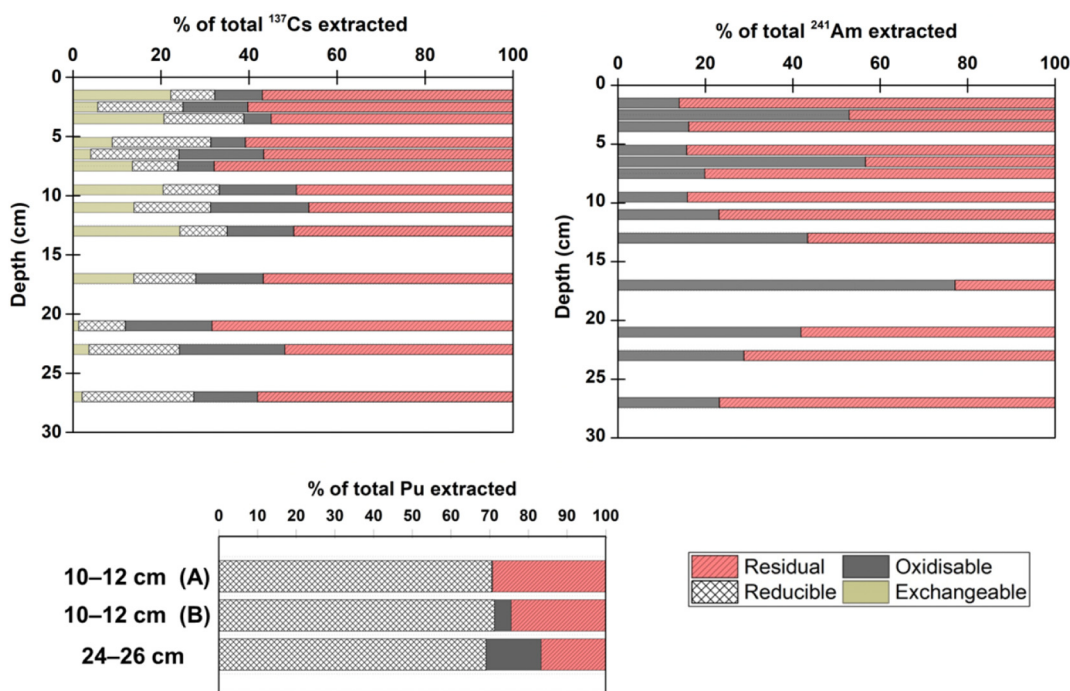 % of total ¹³⁷Cs extracted
0 20 40 60 80 100
0
5
10
15
20
25
30
Depth (cm)
% of total ²⁴¹Am extracted
0 20 40 60 80 100
0
5
10
15
20
25
30
Depth (cm)
% of total Pu extracted
0 10 20 30 40 50 60 70 80 90 100
10–12 cm (A)
10–12 cm (B)
24–26 cm
Residual Oxidisable
Reducible Exchangeable